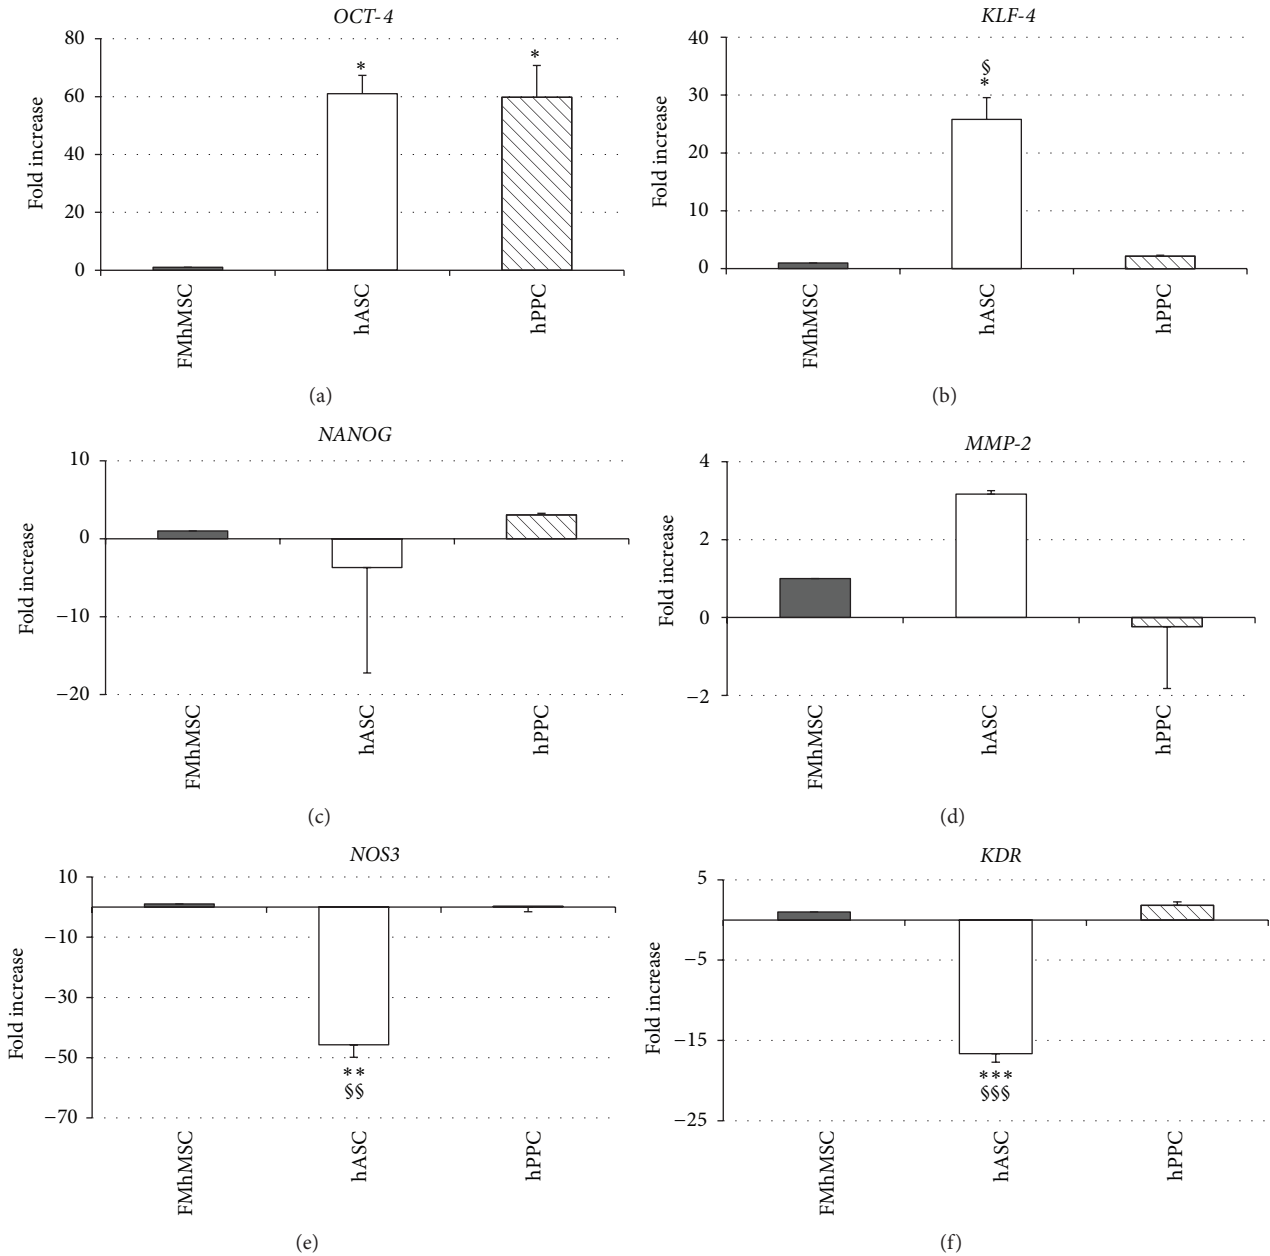 OCT-4
80
60
40
20
0
Fold increase
*
*
FMhMSC
hASC
hPPC
(a)
KLF-4
40
30
20
10
0
Fold increase
§
*
FMhMSC
hASC
hPPC
(b)
NANOG
10
0
−10
−20
Fold increase
FMhMSC
hASC
hPPC
(c)
MMP-2
4
2
0
−2
Fold increase
FMhMSC
hASC
hPPC
(d)
NOS3
10
−10
−30
−50
−70
Fold increase
**
§§
FMhMSC
hASC
hPPC
(e)
KDR
5
−5
−15
−25
Fold increase
***
§§§
FMhMSC
hASC
hPPC
(f)